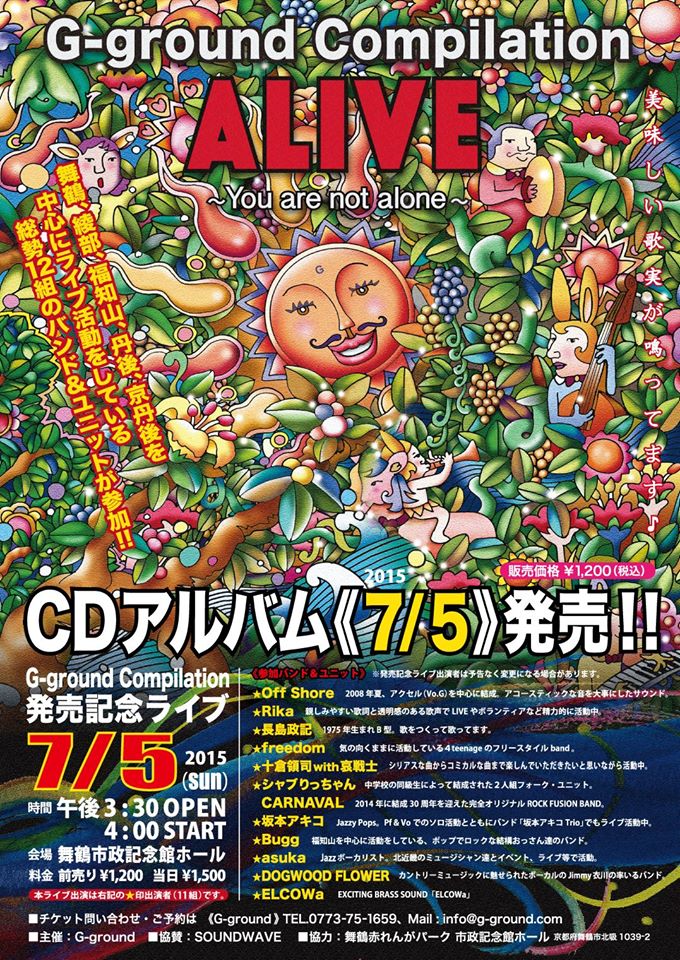 G-ground Compilation
ALIVE
～You are not alone～
美味しい歌実が鳴ってます♪
舞鶴、綾部、福知山、丹後、京丹後を
中心にライブ活動をしている
総勢12組のバンド&ユニットが参加!!
G
販売価格 ¥1,200(税込)
2015
CDアルバム《7/5》発売!!
G-ground Compilation
発売記念ライブ
7/5 2015 (sun)
時間 午後3:30 OPEN
4:00 START
会場 舞鶴市政記念館ホール
料金 前売り¥1,200 当日¥1,500
本ライブ出演は右記の★印出演者(11組)です。
《参加バンド&ユニット》 ※発売記念ライブ出演者は予告なく変更になる場合があります。
★Off Shore 2008年夏、アクセル(Vo.G)を中心に結成。アコースティックな音を大事にしたサウンド。
★Rika 親しみやすい歌詞と透明感のある歌声でLIVEやボランティアなど精力的に活動中。
★長島政記 1975年生まれB型。歌をつくって歌ってます。
★freedom 気の向くままに活動している4 teenageのフリースタイルband。
★十倉領司with哀戦士 シリアスな曲からコミカルな曲まで楽しんでいただきたいと思いながら活動中。
★シャブりっちゃん 中学校の同級生によって結成された2人組フォーク・ユニット。
CARNAVAL 2014年に結成30周年を迎えた完全オリジナルROCK FUSION BAND。
★坂本アキコ Jazzy Pops。Pf & Voでのソロ活動とともにバンド「坂本アキコTrio」でもライブ活動中。
★Bugg 福知山を中心に活動をしている、ポップでロックな結構おっさん達のバンド。
★asuka Jazzボーカリスト。北近畿のミュージシャン達とイベント、ライブ等で活動。
★DOGWOOD FLOWER カントリーミュージックに魅せられたボーカルのJimmy衣川の率いるバンド。
★ELCOWa EXCITING BRASS SOUND「ELCOWa」
■チケット問い合わせ・ご予約は 《G-ground》TEL.0773-75-1659、Mail : info@g-ground.com
■主催：G-ground ■協賛：SOUNDWAVE ■協力：舞鶴赤れんがパーク 市政記念館ホール 京都府舞鶴市北吸1039-2